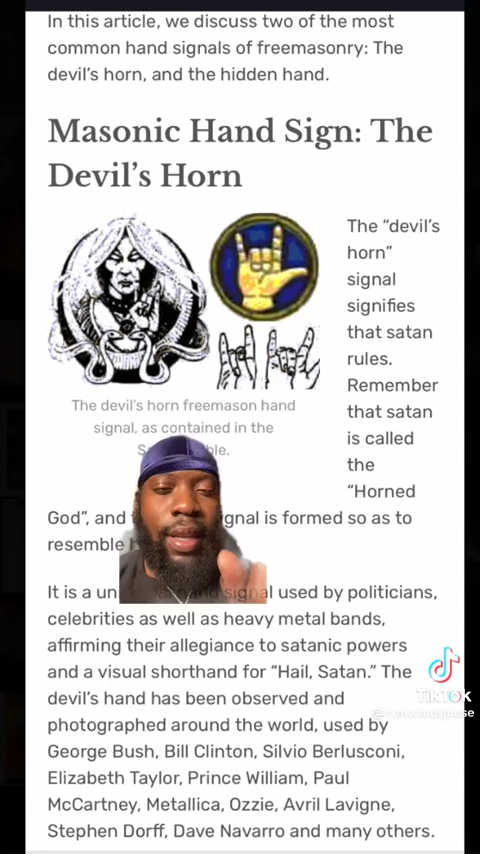 In this article, we discuss two of the most
common hand signals of freemasonry: The
devil's horn, and the hidden hand.
Masonic Hand Sign: The
Devil's Horn
The “devil's
horn”
signal
signifies
that satan
rules.
Remember
that satan
is called
the
“Horned
The devil's horn freemason hand
signal, as contained in the
God”, and
signal is formed so as to
resemble
It is a
signal used by politicians,
celebrities as well as heavy metal bands,
affirming their allegiance to satanic powers
and a visual shorthand for “Hail, Satan.” The
devil's hand has been observed and
photographed around the world, used by
George Bush, Bill Clinton, Silvio Berlusconi,
Elizabeth Taylor, Prince William, Paul
McCartney, Metallica, Ozzie, Avril Lavigne,
Stephen Dorff, Dave Navarro and many others.
TikTok